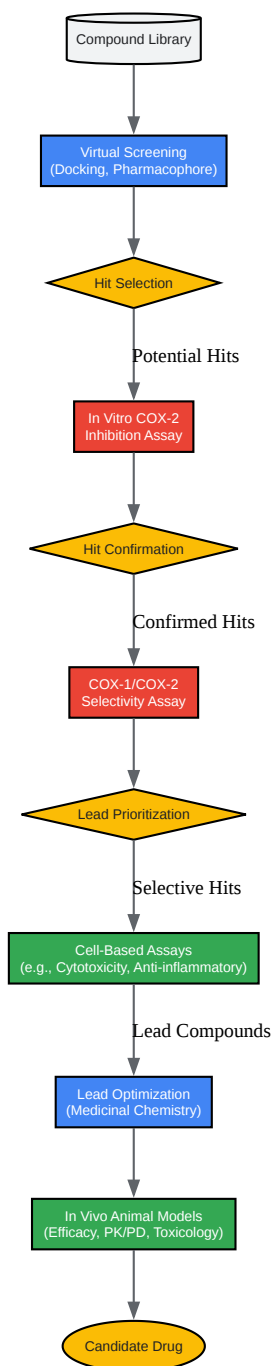 Compound Library
Virtual Screening
(Docking, Pharmacophore)
Hit Selection
Potential Hits
In Vitro COX-2
Inhibition Assay
Hit Confirmation
Confirmed Hits
COX-1/COX-2
Selectivity Assay
Lead Prioritization
Selective Hits
Cell-Based Assays
(e.g., Cytotoxicity, Anti-inflammatory)
Lead Compounds
Lead Optimization
(Medicinal Chemistry)
In Vivo Animal Models
(Efficacy, PK/PD, Toxicology)
Candidate Drug